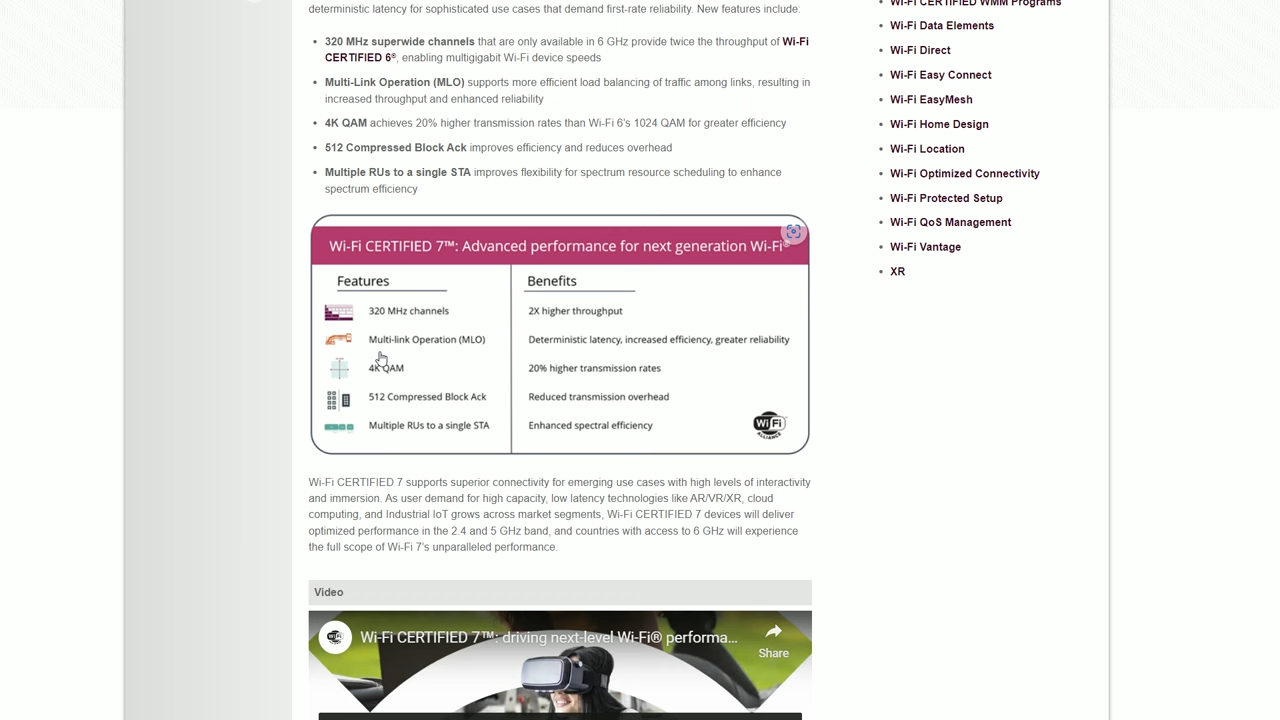 deterministic latency for sophisticated use cases that demand first-rate reliability. New features include:
• 320 MHz superwide channels that are only available in 6 GHz provide twice the throughput of Wi-Fi
CERTIFIED 6®, enabling multigigabit Wi-Fi device speeds
• Multi-Link Operation (MLO) supports more efficient load balancing of traffic among links, resulting in
increased throughput and enhanced reliability
• 4K QAM achieves 20% higher transmission rates than Wi-Fi 6's 1024 QAM for greater efficiency
• 512 Compressed Block Ack improves efficiency and reduces overhead
• Multiple RUs to a single STA improves flexibility for spectrum resource scheduling to enhance
spectrum efficiency
Wi-Fi CERTIFIED 7™: Advanced performance for next generation Wi-Fi®
Features Benefits
320 MHz channels 2X higher throughput
Multi-link Operation (MLO) Deterministic latency, increased efficiency, greater reliability
4K QAM 20% higher transmission rates
512 Compressed Block Ack Reduced transmission overhead
Multiple RUs to a single STA Enhanced spectral efficiency
Wi Fi
ALLIANCE
Wi-Fi CERTIFIED 7 supports superior connectivity for emerging use cases with high levels of interactivity
and immersion. As user demand for high capacity, low latency technologies like AR/VR/XR, cloud
computing, and Industrial IoT grows across market segments, Wi-Fi CERTIFIED 7 devices will deliver
optimized performance in the 2.4 and 5 GHz band, and countries with access to 6 GHz will experience
the full scope of Wi-Fi 7's unparalleled performance.
Video
Wi-Fi CERTIFIED 7™: driving next-level Wi-Fi® performa...
Share
Wi-Fi CERTIFIED WMM Programs
• Wi-Fi Data Elements
• Wi-Fi Direct
• Wi-Fi Easy Connect
• Wi-Fi EasyMesh
• Wi-Fi Home Design
• Wi-Fi Location
• Wi-Fi Optimized Connectivity
• Wi-Fi Protected Setup
• Wi-Fi QoS Management
• Wi-Fi Vantage
• XR